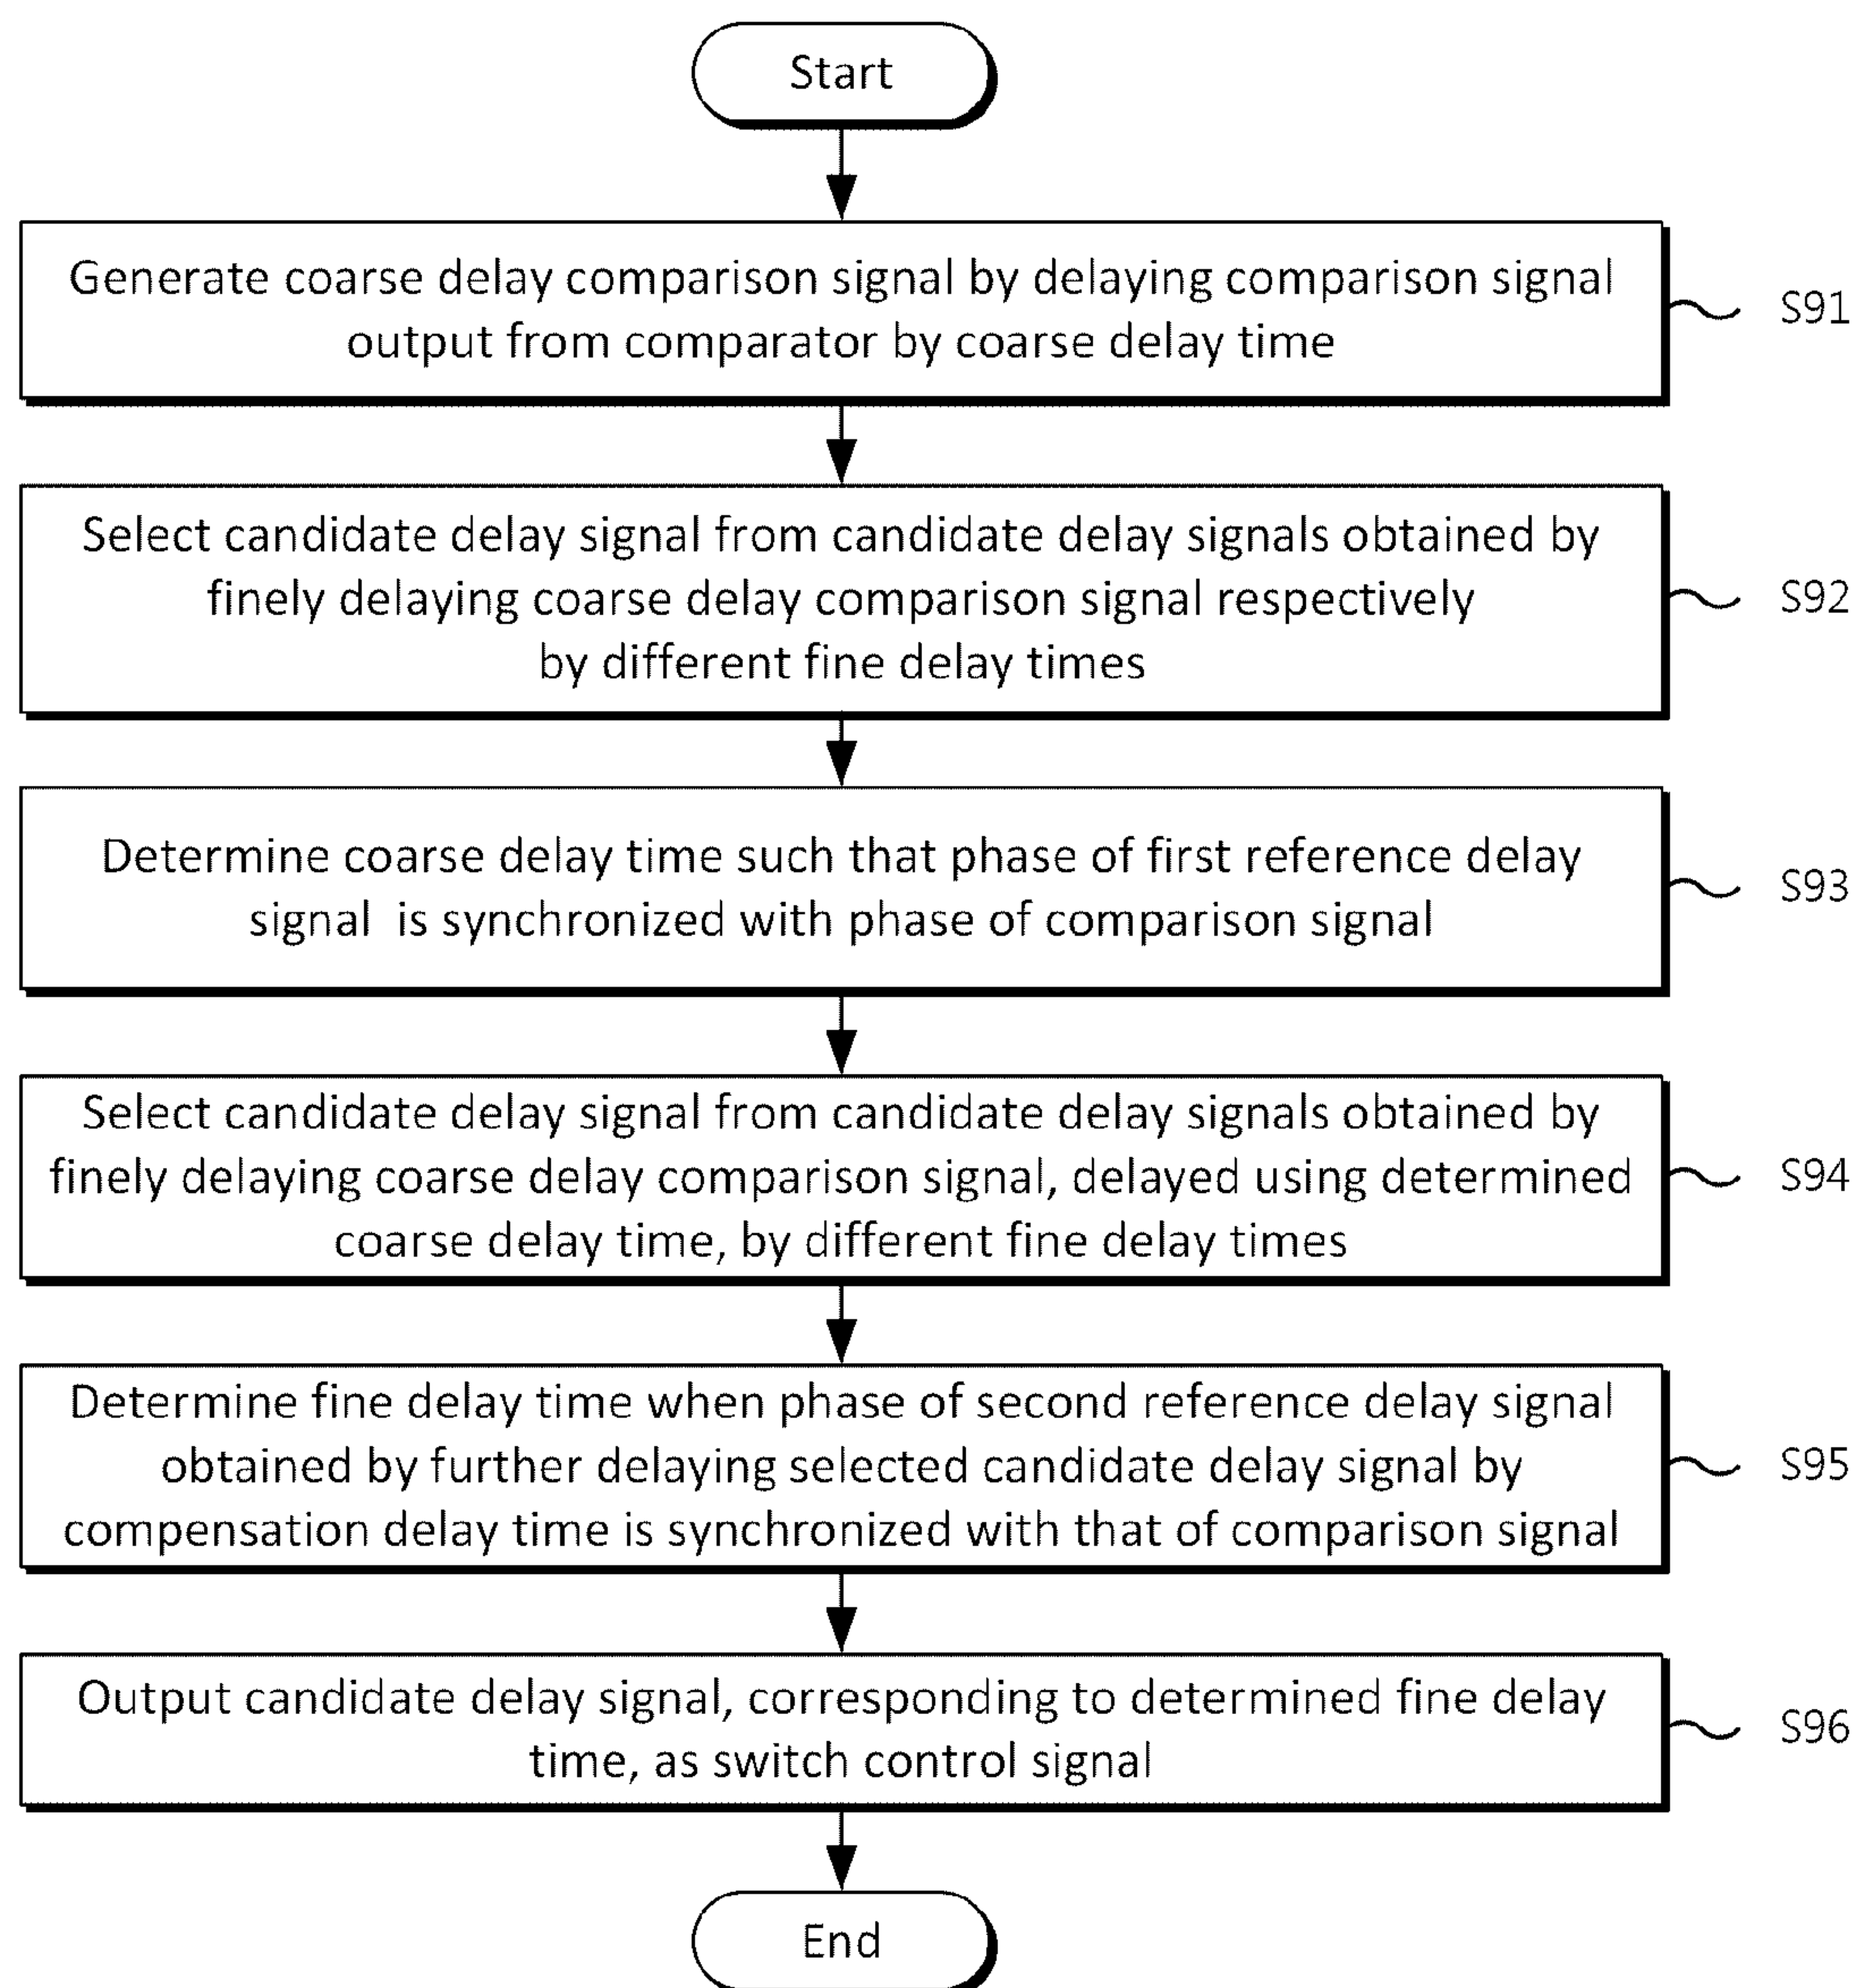 Start
Generate coarse delay comparison signal by delaying comparison signal
output from comparator by coarse delay time
S91
Select candidate delay signal from candidate delay signals obtained by
finely delaying coarse delay comparison signal respectively
by different fine delay times
S92
Determine coarse delay time such that phase of first reference delay
signal is synchronized with phase of comparison signal
S93
Select candidate delay signal from candidate delay signals obtained by
finely delaying coarse delay comparison signal, delayed using determined
coarse delay time, by different fine delay times
S94
Determine fine delay time when phase of second reference delay signal
obtained by further delaying selected candidate delay signal by
compensation delay time is synchronized with that of comparison signal
S95
Output candidate delay signal, corresponding to determined fine delay
time, as switch control signal
S96
End